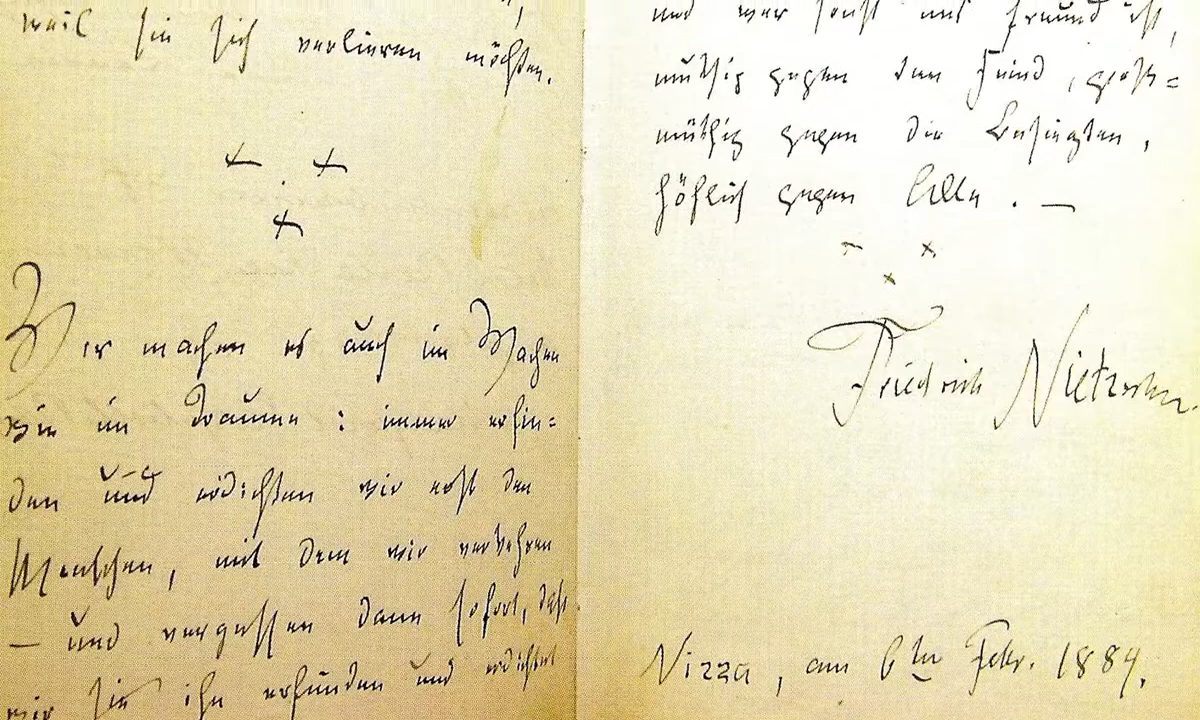 weil sie sich verlieren möchten.
Wir machen es auch im Wachen
wie im Traume: immer erfin=
den und erdichten wir erst den
Menschen, mit dem wir verkehren
— und vergessen dann sofort, daß
wir sie ihn erfunden und erdichtet
und wer sonst uns Freund ist,
muthig gegen den Feind, groß=
müthig gegen die Besiegten,
höflich gegen Alle. —
Friedrich Nietzsche.
Nizza, am 6ten Febr. 1884.